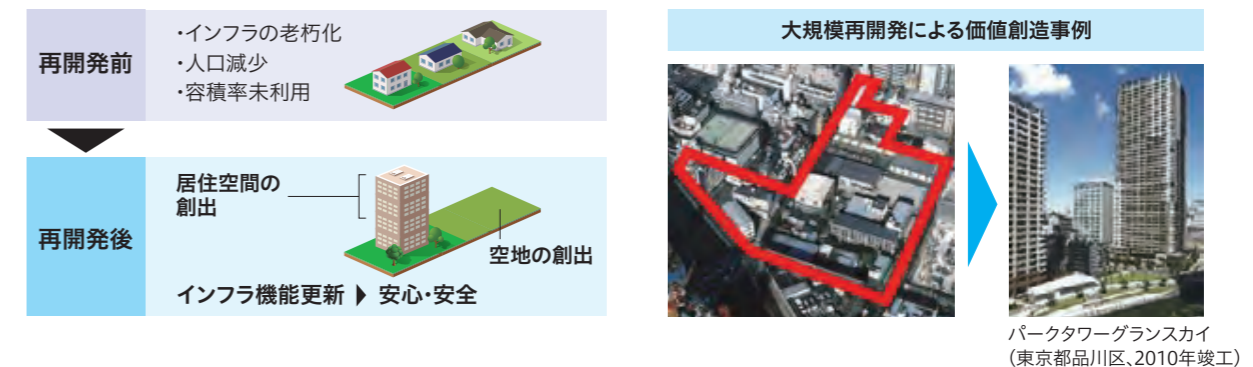 再開発前
・インフラの老朽化
・人口減少
・容積率未利用
再開発後
居住空間の
創出
空地の創出
インフラ機能更新 ▶ 安心・安全
大規模再開発による価値創造事例
パークタワーグランスカイ
（東京都品川区、2010年竣工）